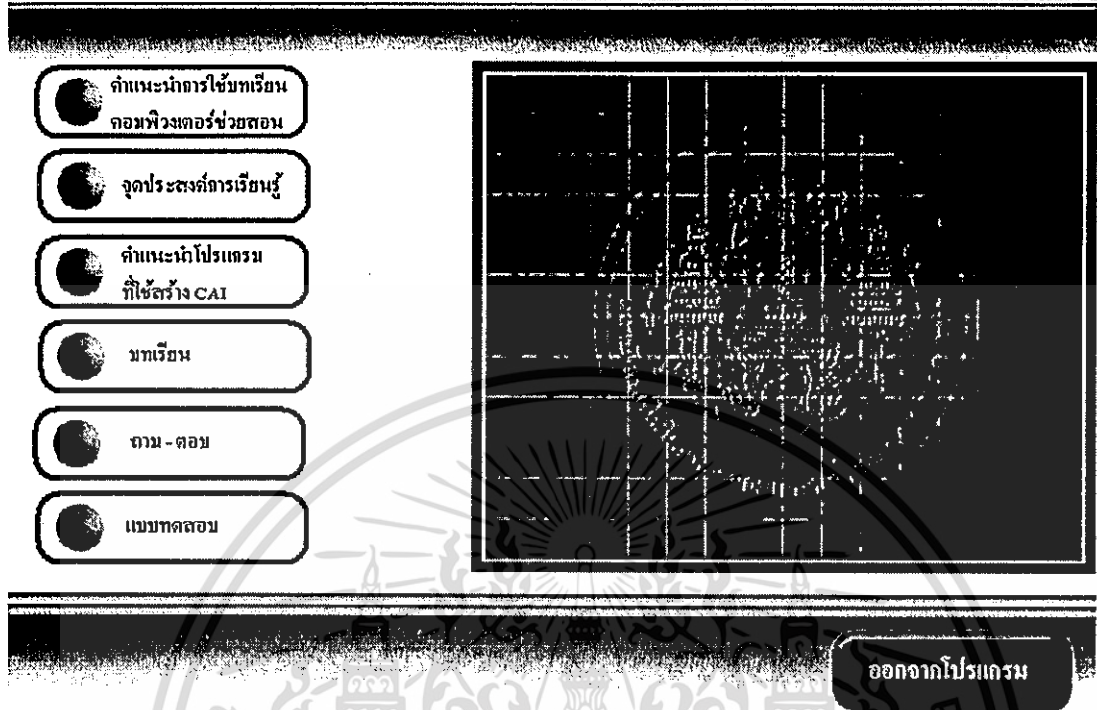 คำแนะนำการใช้บทเรียน
คอมพิวเตอร์ช่วยสอน
จุดประสงค์การเรียนรู้
คำแนะนำโปรแกรม
ที่ใช้สร้าง CAI
บทเรียน
ถาม - ตอบ
แบบทดสอบ
ออกจากโปรแกรม